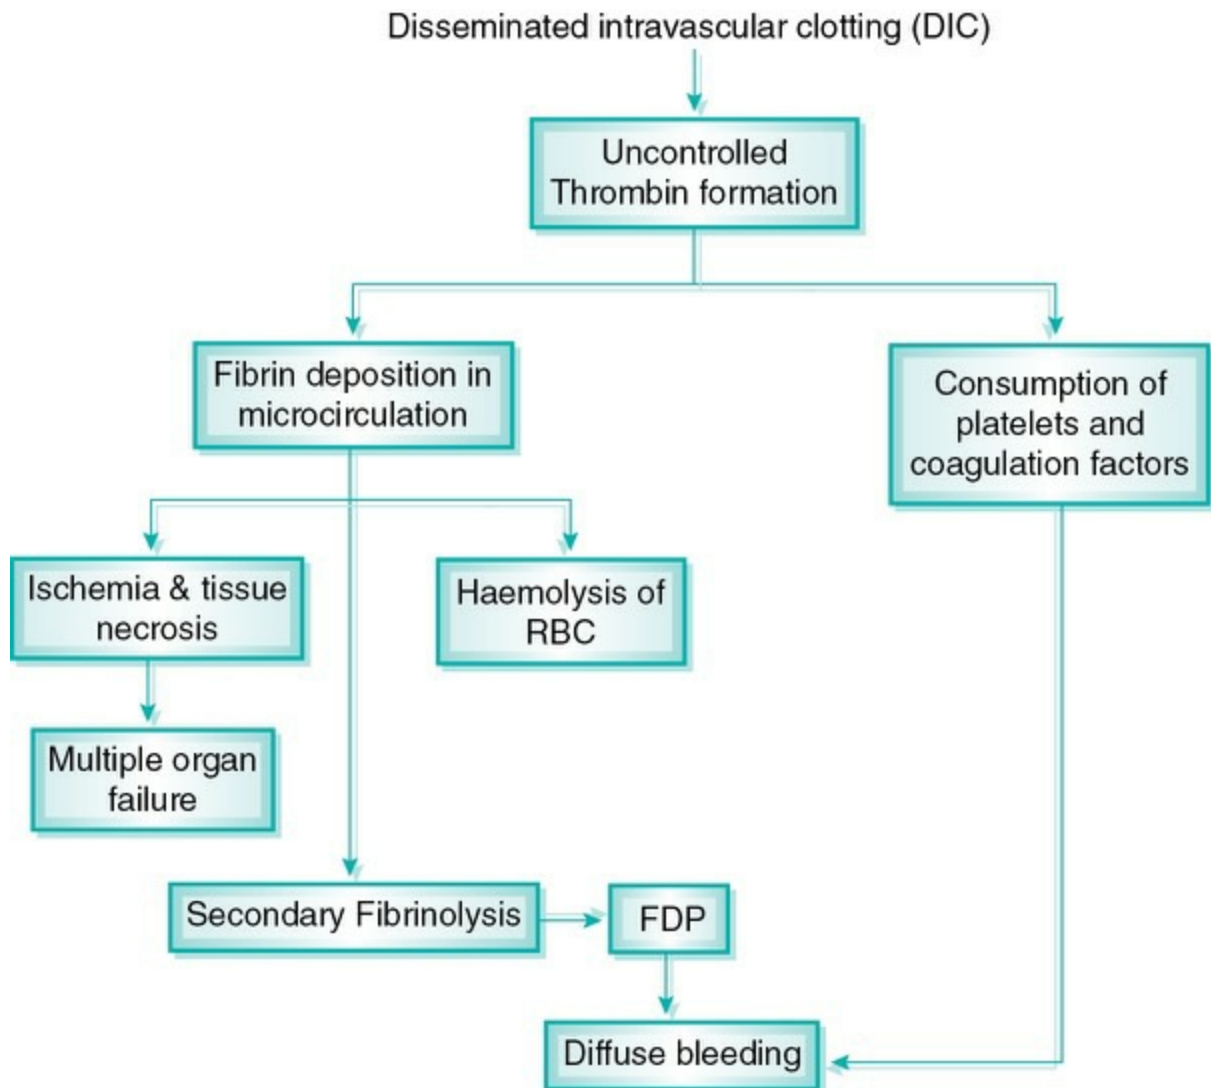 Disseminated intravascular clotting (DIC)
Uncontrolled
Thrombin formation
Fibrin deposition in
microcirculation
Consumption of
platelets and
coagulation factors
Ischemia & tissue
necrosis
Haemolysis of
RBC
Multiple organ
failure
Secondary Fibrinolysis
FDP
Diffuse bleeding